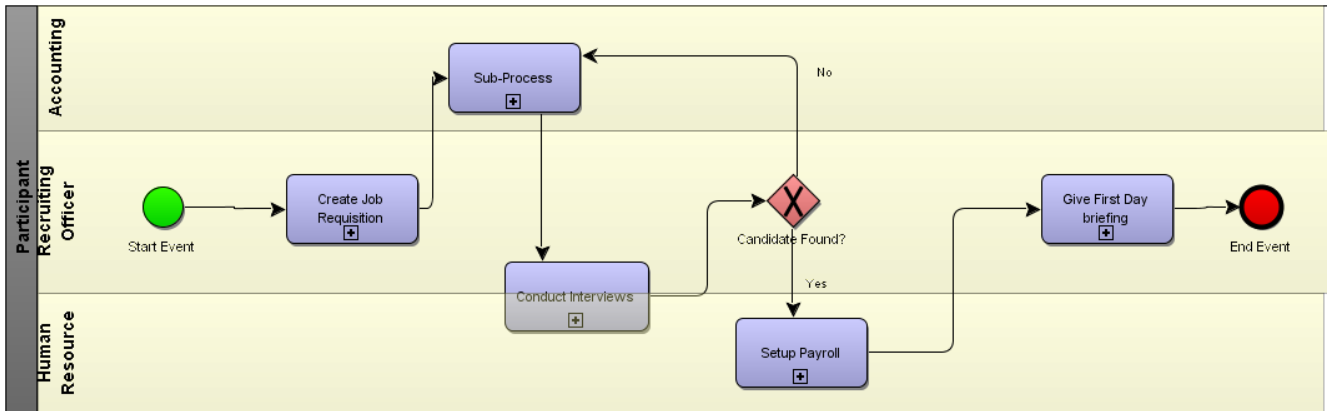 Participant
Accounting
Recruiting
Officer
Human
Resource
Sub-Process
No
Start Event
Create Job
Requisition
Conduct Interviews
Candidate Found?
Yes
Setup Payroll
Give First Day
briefing
End Event